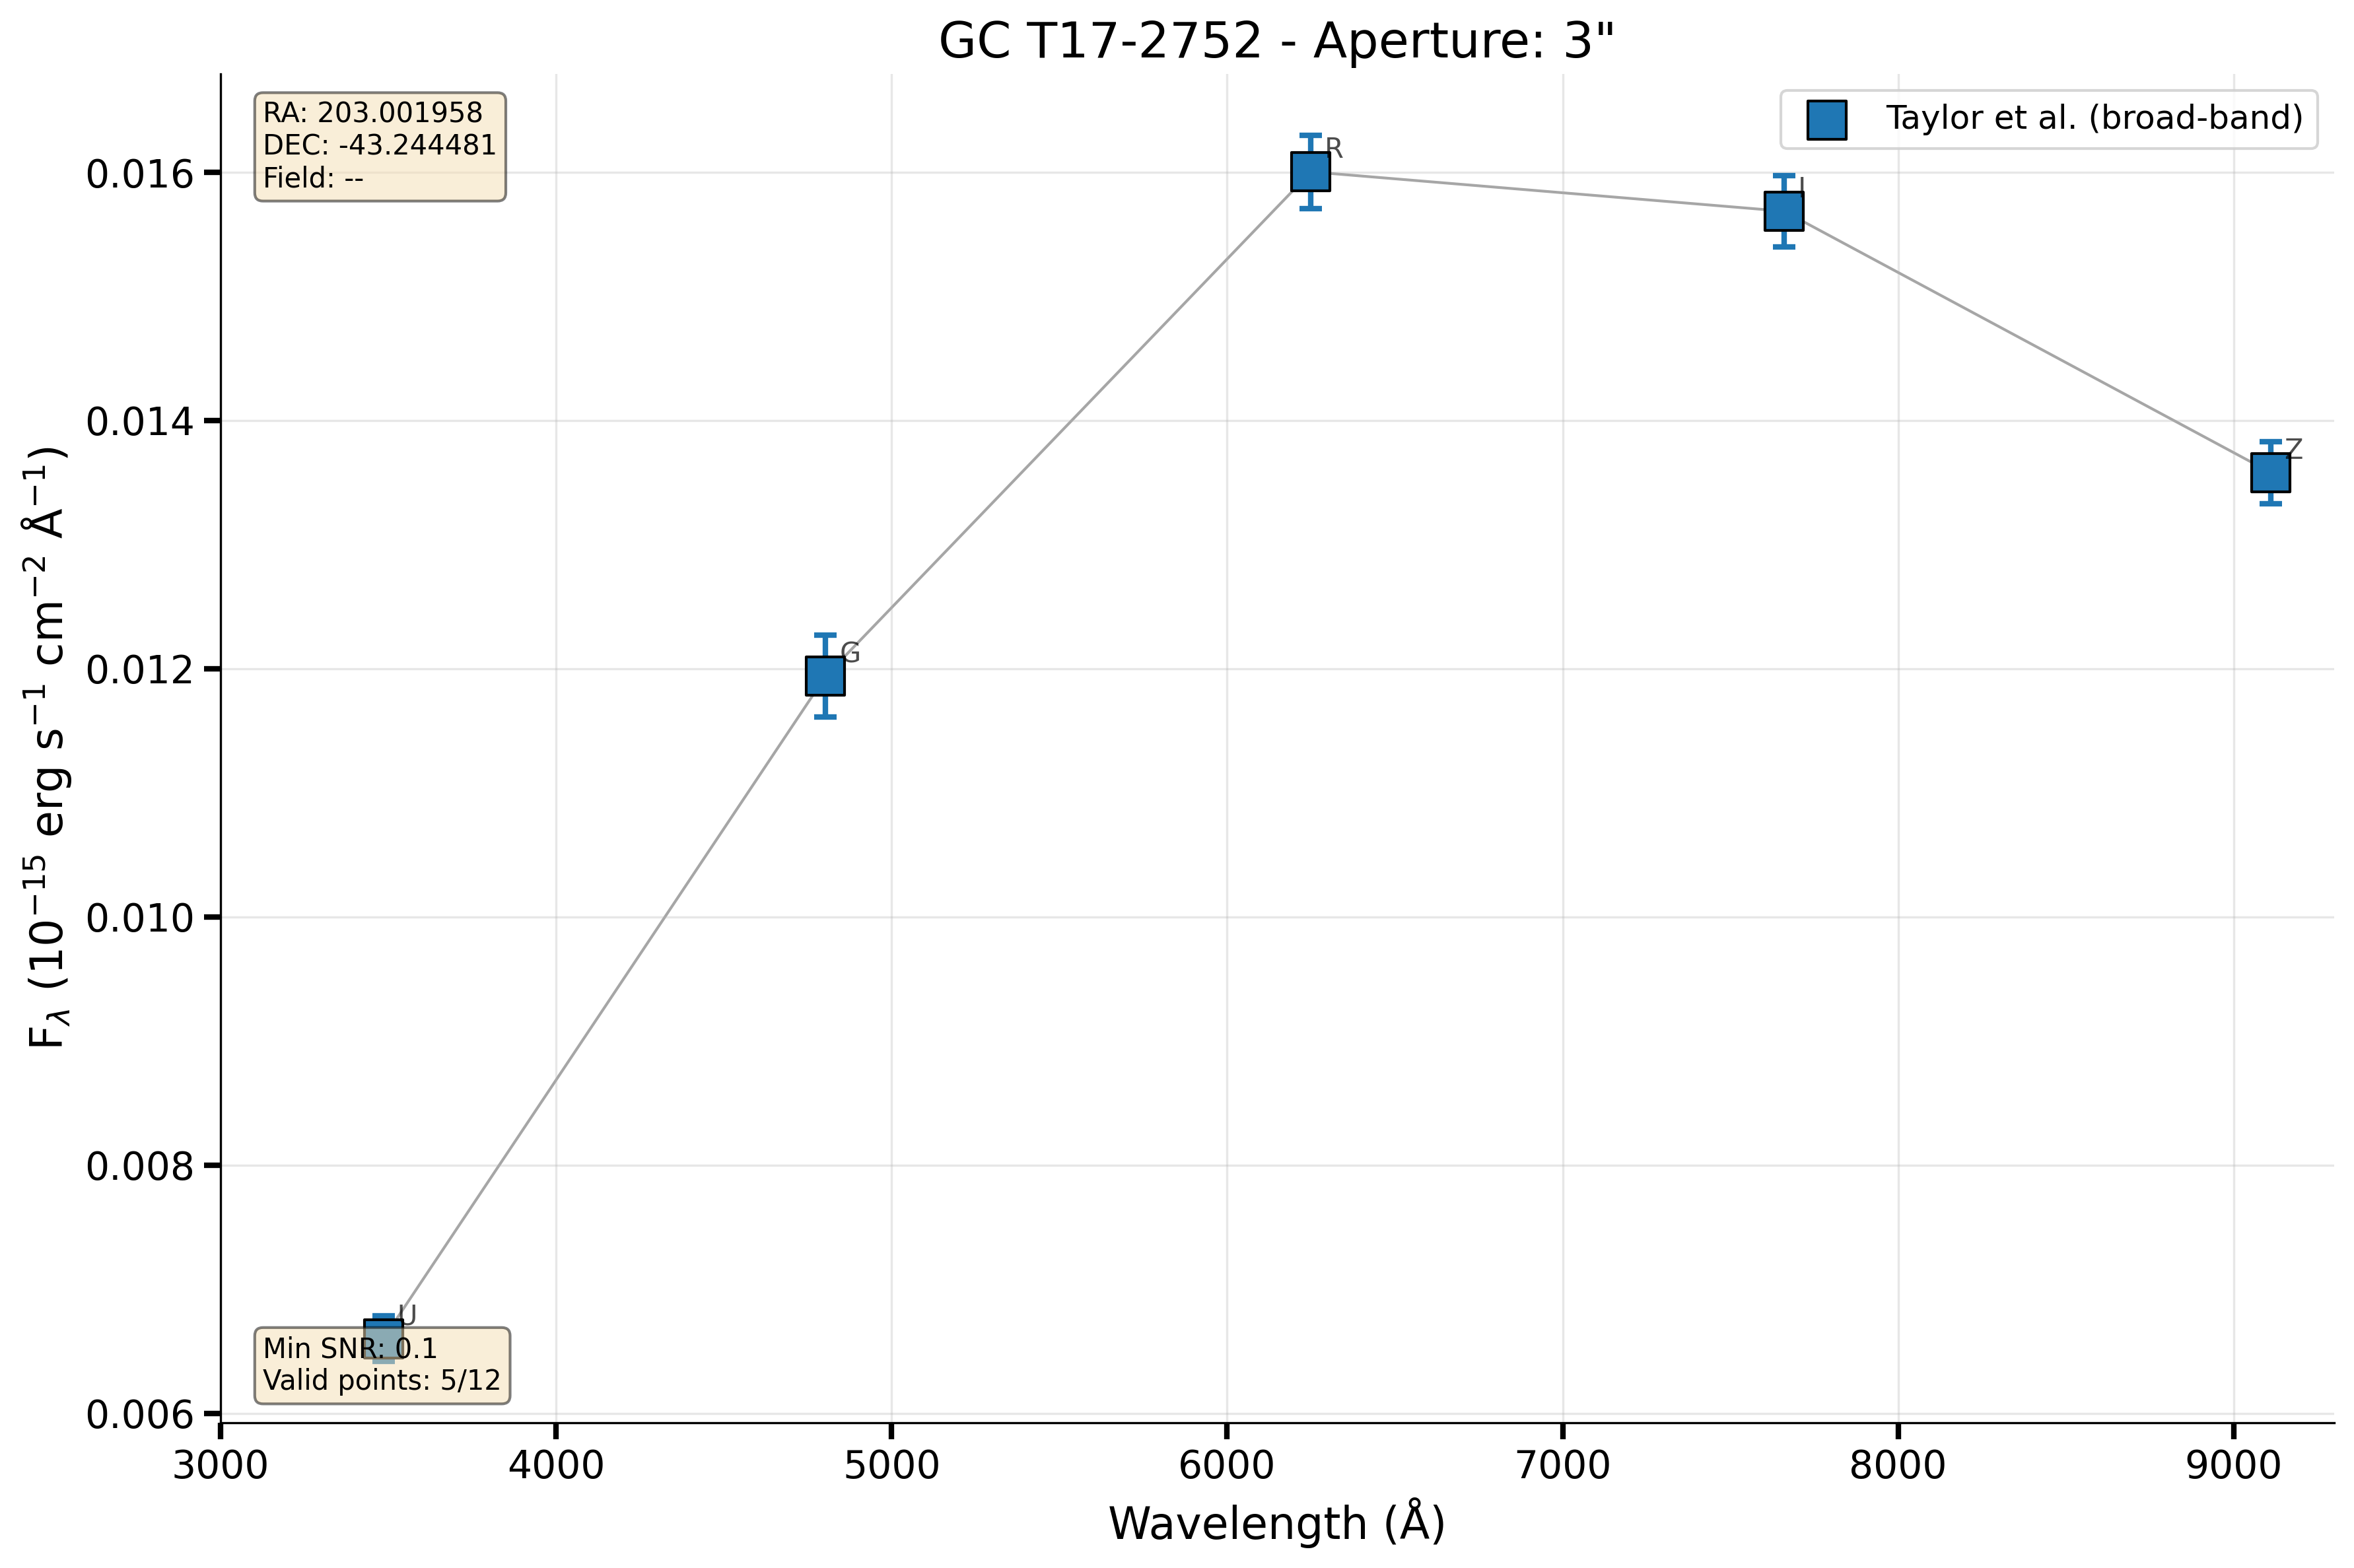 GC T17-2752 - Aperture: 3"
RA: 203.001958
DEC: -43.244481
Field: --
Taylor et al. (broad-band)
R
I
Z
G
U
Min SNR: 0.1
Valid points: 5/12
0.016
0.014
0.012
0.010
0.008
0.006
F_λ (10⁻¹⁵ erg s⁻¹ cm⁻² Å⁻¹)
3000 4000 5000 6000 7000 8000 9000
Wavelength (Å)